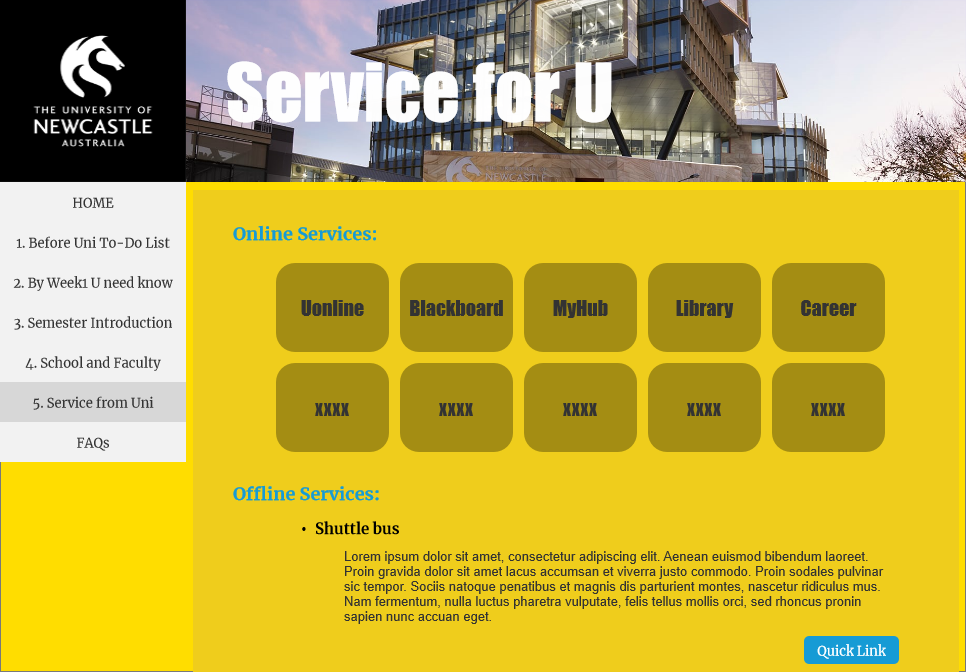 THE UNIVERSITY OF
NEWCASTLE
AUSTRALIA
Service for U
NEWCASTLE
HOME
1. Before Uni To-Do List
2. By Week1 U need know
3. Semester Introduction
4. School and Faculty
5. Service from Uni
FAQs
Online Services:
Uonline
Blackboard
MyHub
Library
Career
xxxx
xxxx
xxxx
xxxx
xxxx
Offline Services:
• Shuttle bus
Lorem ipsum dolor sit amet, consectetur adipiscing elit. Aenean euismod bibendum laoreet.
Proin gravida dolor sit amet lacus accumsan et viverra justo commodo. Proin sodales pulvinar
sic tempor. Sociis natoque penatibus et magnis dis parturient montes, nascetur ridiculus mus.
Nam fermentum, nulla luctus pharetra vulputate, felis tellus mollis orci, sed rhoncus pronin
sapien nunc accuan eget.
Quick Link